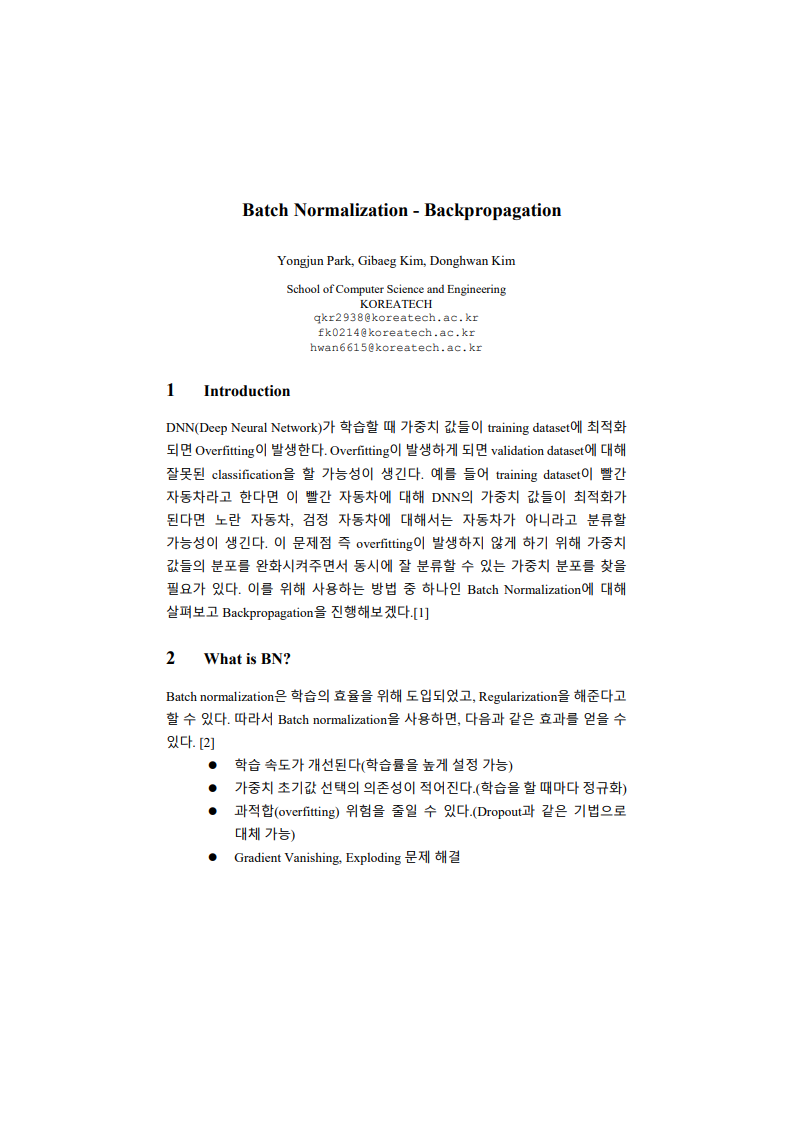 Batch Normalization - Backpropagation
Yongjun Park, Gibaeg Kim, Donghwan Kim
School of Computer Science and Engineering
KOREATECH
qkr2938@koreatech.ac.kr
fk0214@koreatech.ac.kr
hwan6615@koreatech.ac.kr
1 Introduction
DNN(Deep Neural Network)가 학습할 때 가중치 값들이 training dataset에 최적화
되면 Overfitting이 발생한다. Overfitting이 발생하게 되면 validation dataset에 대해
잘못된 classification을 할 가능성이 생긴다. 예를 들어 training dataset이 빨간
자동차라고 한다면 이 빨간 자동차에 대해 DNN의 가중치 값들이 최적화가
된다면 노란 자동차, 검정 자동차에 대해서는 자동차가 아니라고 분류할
가능성이 생긴다. 이 문제점 즉 overfitting이 발생하지 않게 하기 위해 가중치
값들의 분포를 완화시켜주면서 동시에 잘 분류할 수 있는 가중치 분포를 찾을
필요가 있다. 이를 위해 사용하는 방법 중 하나인 Batch Normalization에 대해
살펴보고 Backpropagation을 진행해보겠다.[1]
2 What is BN?
Batch normalization은 학습의 효율을 위해 도입되었고, Regularization을 해준다고
할 수 있다. 따라서 Batch normalization을 사용하면, 다음과 같은 효과를 얻을 수
있다. [2]
● 학습 속도가 개선된다(학습률을 높게 설정 가능)
● 가중치 초기값 선택의 의존성이 적어진다.(학습을 할 때마다 정규화)
● 과적합(overfitting) 위험을 줄일 수 있다.(Dropout과 같은 기법으로
대체 가능)
● Gradient Vanishing, Exploding 문제 해결